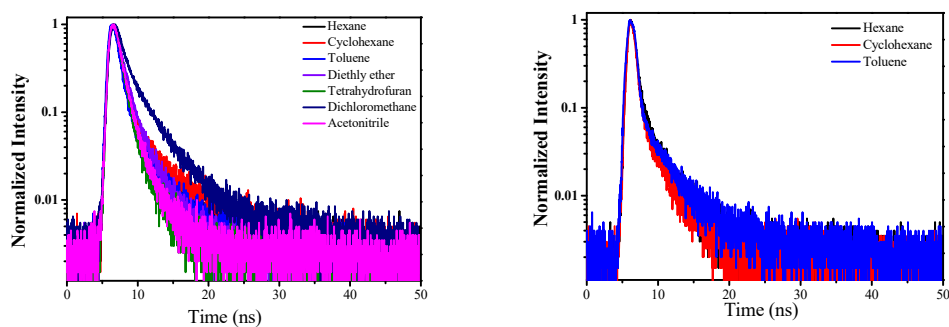 Normalized Intensity
1
0.1
0.01
Hexane
Cyclohexane
Toluene
Diethly ether
Tetrahydrofuran
Dichloromethane
Acetonitrile
0 10 20 30 40 50
Time (ns)
Normalized Intensity
1
0.1
0.01
Hexane
Cyclohexane
Toluene
0 10 20 30 40 50
Time (ns)